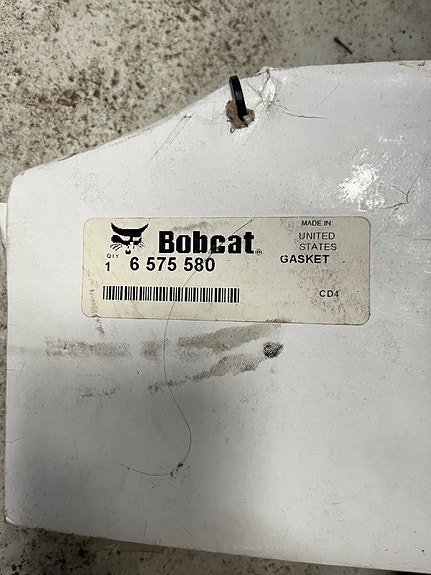 Bobcat®
MADE IN:
UNITED
STATES
QTY
1 6 575 580
GASKET
CD4